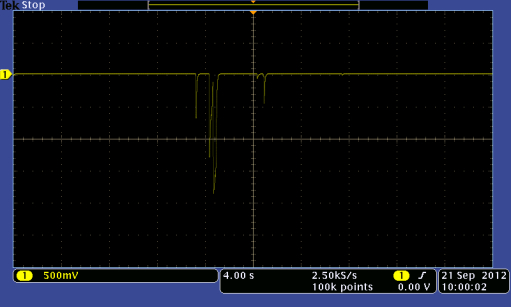 Tek Stop
1
1 500mV
4.00 s 2.50kS/s 1 0.00 V
100k points
21 Sep 2012
10:00:02